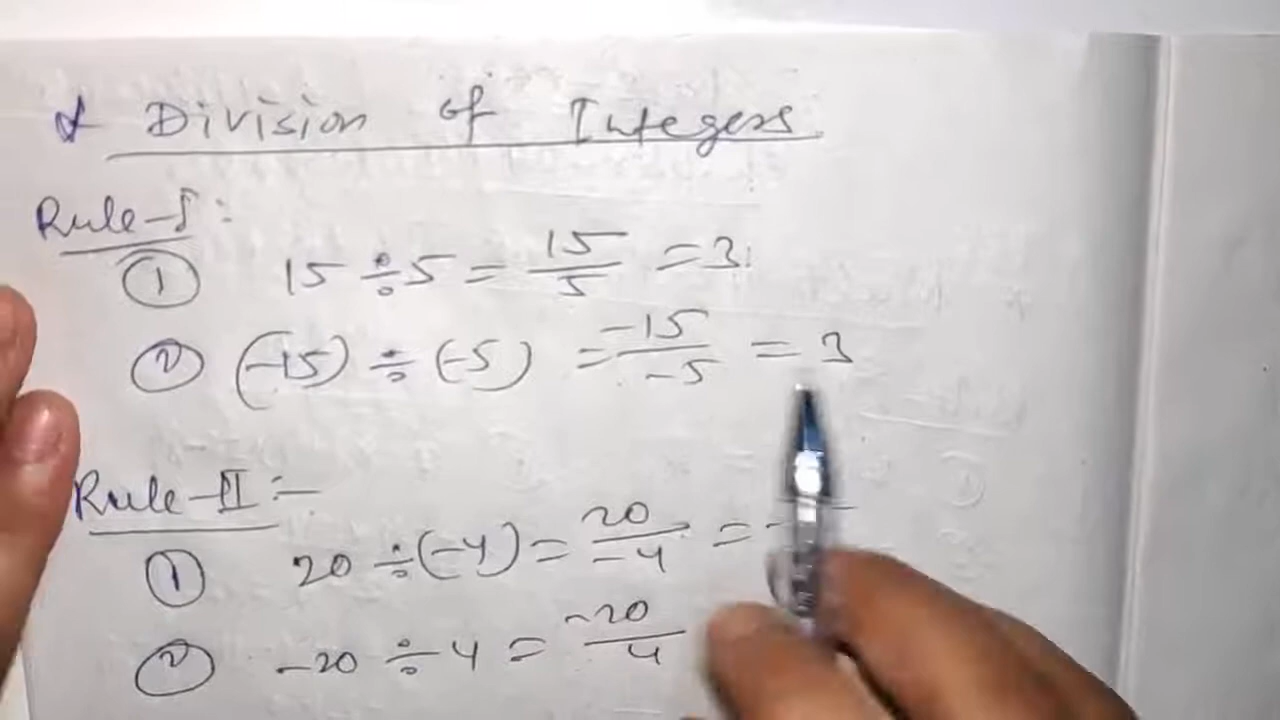 Division of Integers
Rule-I:
① 15 ÷ 5 = 15/5 = 3
② (-15) ÷ (-5) = -15/-5 = 3
Rule-II :-
① 20 ÷ (-4) = 20/-4 = -
② -20 ÷ 4 = -20/4